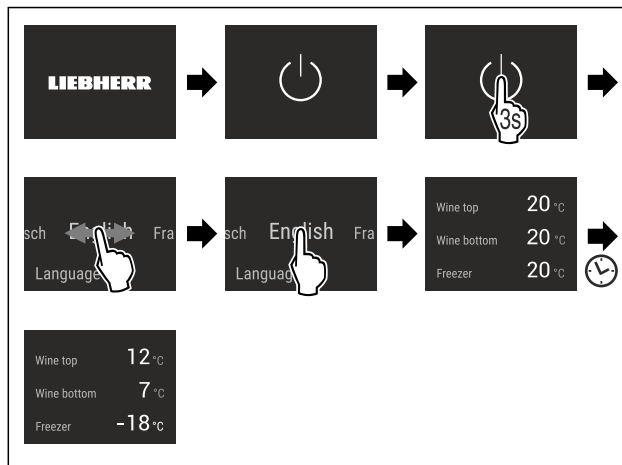 LIEBHERR
3s
sch English Fra
Language
sch English Fra
Languag
Wine top 20 °C
Wine bottom 20 °C
Freezer 20 °C
Wine top 12 °C
Wine bottom 7 °C
Freezer -18 °C